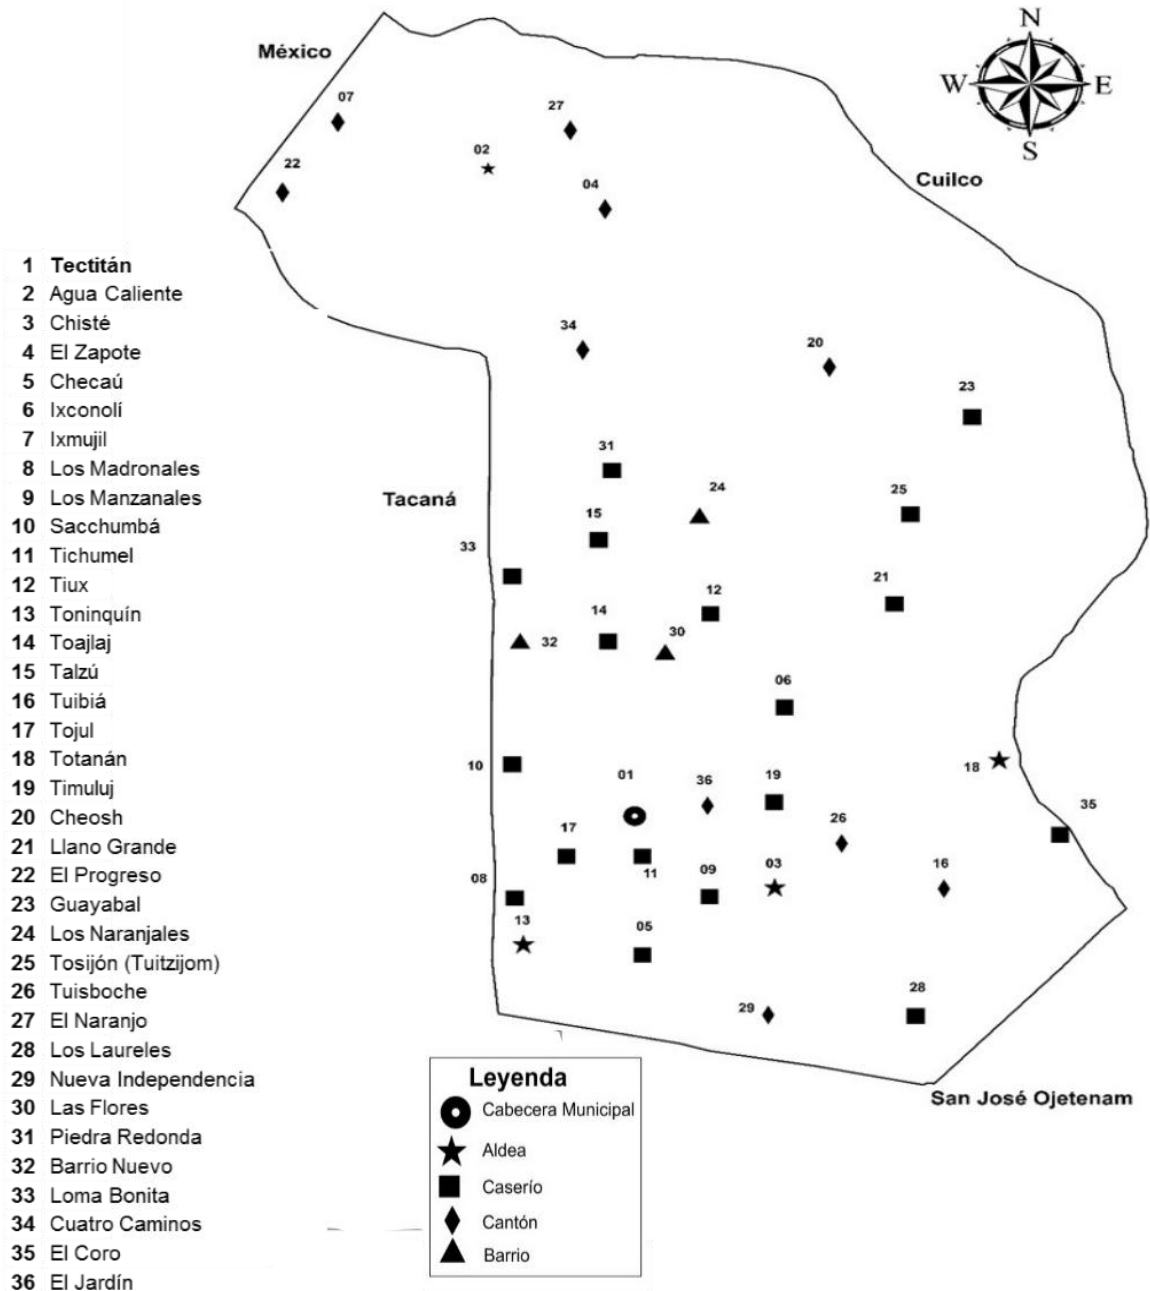 N
México
W E
07
27
S
02
22
Cuilco
04
1 Tectitán
2 Agua Caliente
3 Chisté
4 El Zapote
5 Checaú
6 Ixconolí
7 Ixmujil
8 Los Madronales
9 Los Manzanales
10 Sacchumbá
11 Tichumel
12 Tiux
13 Toninquín
14 Toajlaj
15 Talzú
16 Tuibiá
17 Tojul
18 Totanán
19 Timuluj
20 Cheosh
21 Llano Grande
22 El Progreso
23 Guayabal
24 Los Naranjales
25 Tosijón (Tuitzijom)
26 Tuisboche
27 El Naranjo
28 Los Laureles
29 Nueva Independencia
30 Las Flores
31 Piedra Redonda
32 Barrio Nuevo
33 Loma Bonita
34 Cuatro Caminos
35 El Coro
36 El Jardín
34
20
23
31
Tacaná
24
25
15
33
21
12
14
32
30
06
10
18
01
36
19
35
17
26
11
08
09
03
16
13
05
28
29
Leyenda
Cabecera Municipal
Aldea
Caserío
Cantón
Barrio
San José Ojetenam